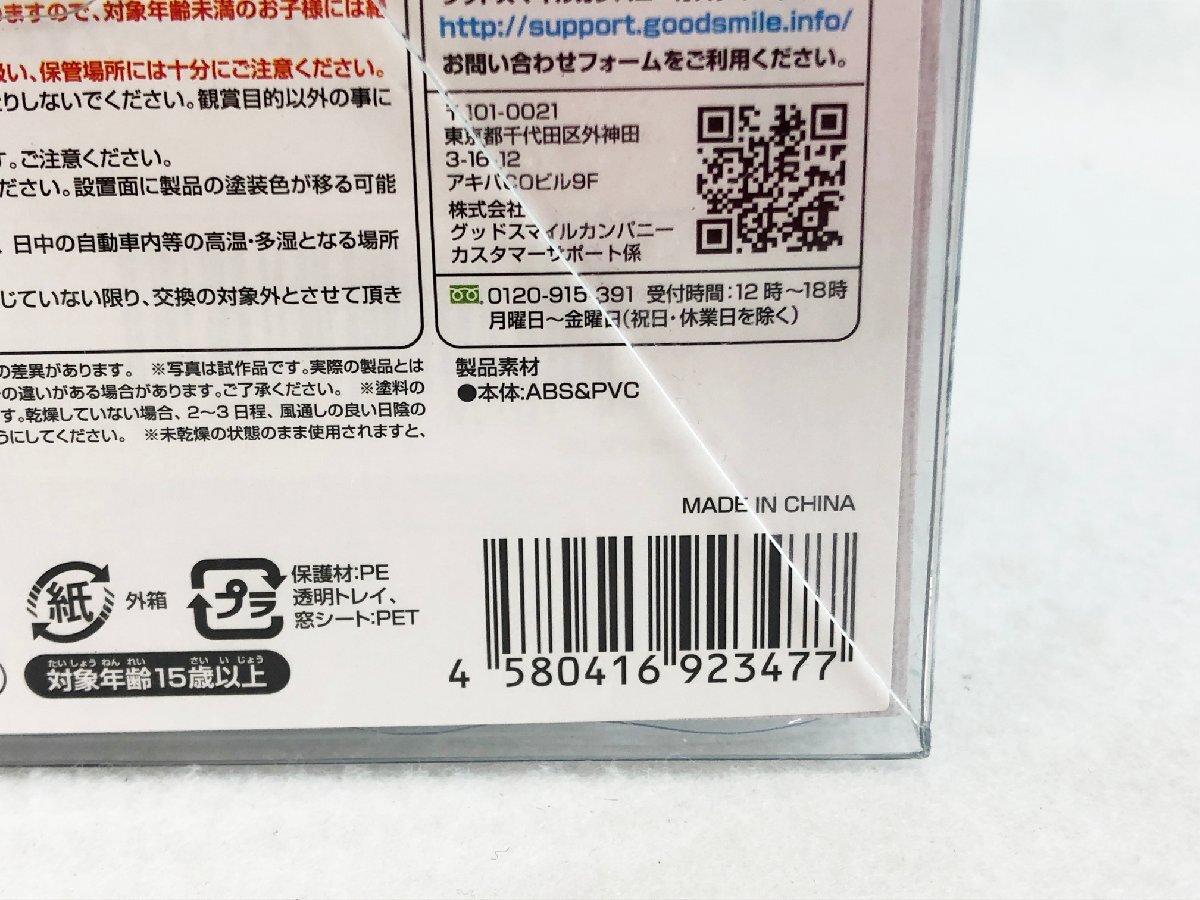 ますので、対象年齢未満のお子様には
扱い、保管場所には十分にご注意ください。
たりしないでください。観賞目的以外の事に
す。ご注意ください。
ださい。設置面に製品の塗装色が移る可能
、日中の自動車内等の高温・多湿となる場所
じていない限り、交換の対象外とさせて頂き
の差異があります。 ※写真は試作品です。実際の製品とは
の違いがある場合があります。ご了承ください。 ※塗料の
す。乾燥していない場合、2〜3日程、風通しの良い日陰の
うにしてください。 ※未乾燥の状態のまま使用されますと、
http://support.goodsmile.info/
お問い合わせフォームをご利用ください。
〒101-0021
東京都千代田区外神田
3-16-12
アキバCOビル9F
株式会社
グッドスマイルカンパニー
カスタマーサポート係
0120-915-391 受付時間:12時〜18時
月曜日〜金曜日(祝日・休業日を除く)
製品素材
●本体:ABS&PVC
MADE IN CHINA
紙 外箱
プラ
保護材:PE
透明トレイ、
窓シート:PET
たいしょうねんれい さいいじょう
対象年齢15歳以上
4 580416 923477